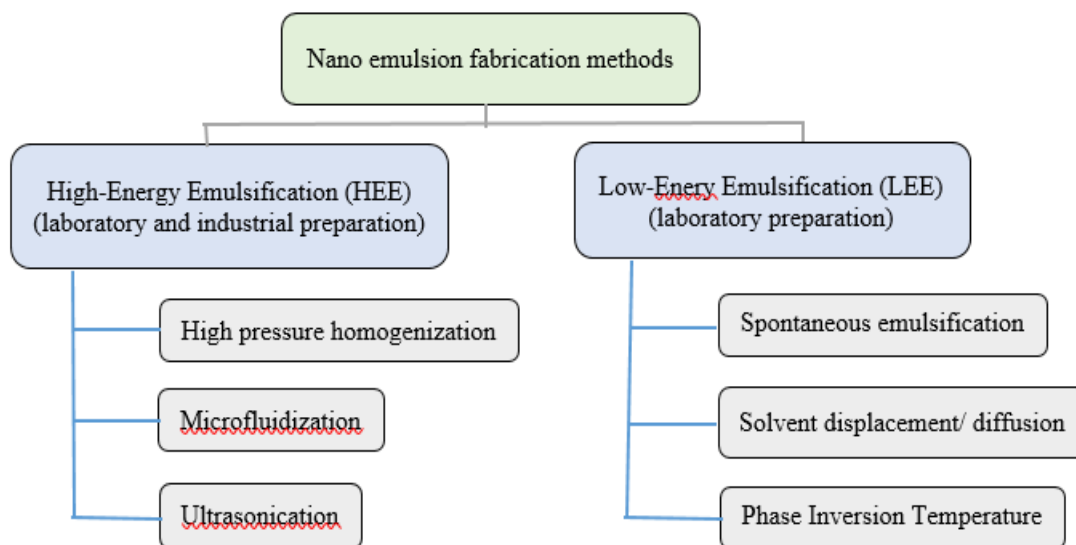 Nano emulsion fabrication methods
High-Energy Emulsification (HEE)
(laboratory and industrial preparation)
Low-Enery Emulsification (LEE)
(laboratory preparation)
High pressure homogenization
Microfluidization
Ultrasonication
Spontaneous emulsification
Solvent displacement/ diffusion
Phase Inversion Temperature